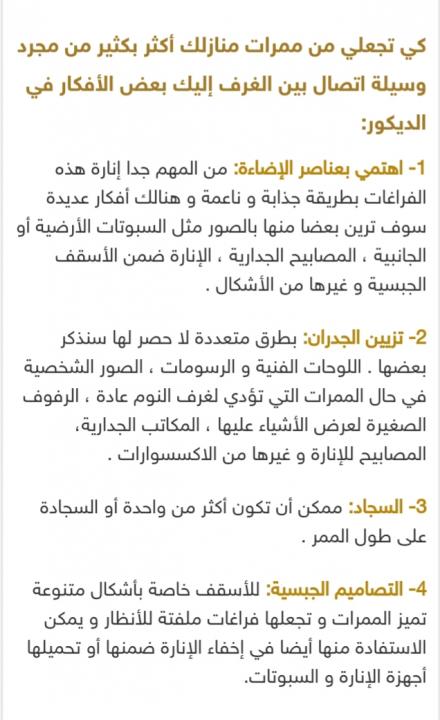 كي تجعلي من ممرات منازلك أكثر بكثير من مجرد
وسيلة اتصال بين الغرف إليك بعض الأفكار في
الديكور:
1- اهتمي بعناصر الإضاءة: من المهم جدا إنارة هذه
الفراغات بطريقة جذابة و ناعمة و هنالك أفكار عديدة
سوف ترين بعضا منها بالصور مثل السبوتات الأرضية أو
الجانبية ، المصابيح الجدارية ، الإنارة ضمن الأسقف
الجبسية و غيرها من الأشكال .
2- تزيين الجدران: بطرق متعددة لا حصر لها سنذكر
بعضها . اللوحات الفنية و الرسومات ، الصور الشخصية
في حال الممرات التي تؤدي لغرف النوم عادة ، الرفوف
الصغيرة لعرض الأشياء عليها ، المكاتب الجدارية،
المصابيح للإنارة و غيرها من الاكسسوارات .
3- السجاد: ممكن أن تكون أكثر من واحدة أو السجادة
على طول الممر .
4- التصاميم الجبسية: للأسقف خاصة بأشكال متنوعة
تميز الممرات و تجعلها فراغات ملفتة للأنظار و يمكن
الاستفادة منها أيضا في إخفاء الإنارة ضمنها أو تحميلها
أجهزة الإنارة و السبوتات.